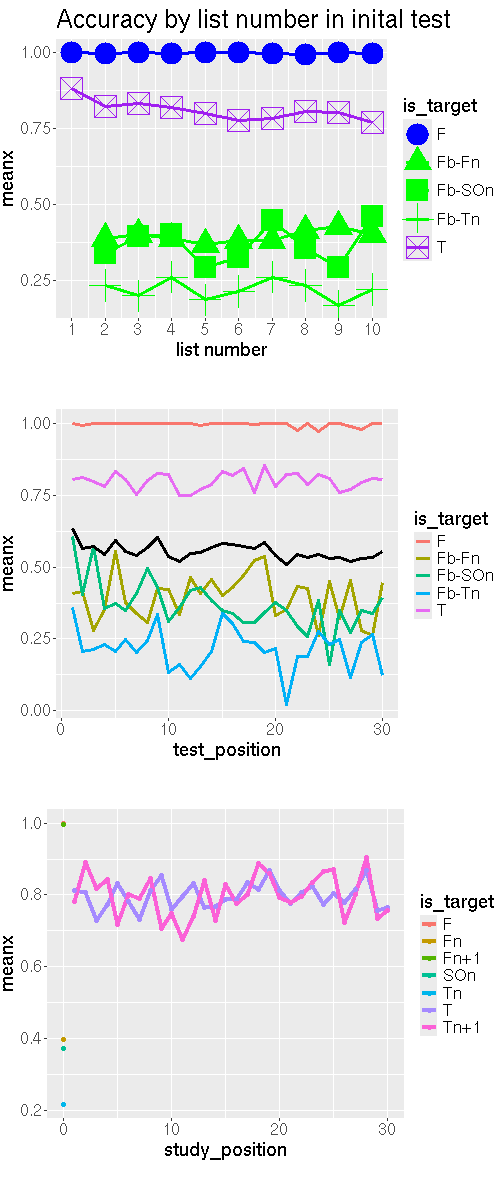 Accuracy by list number in inital test
1.00
0.75
0.50
0.25
meanx
1 2 3 4 5 6 7 8 9 10
list number
is_target
F
Fb-Fn
Fb-SOn
Fb-Tn
T
1.00
0.75
0.50
0.25
0.00
meanx
0 10 20 30
test_position
is_target
F
Fb-Fn
Fb-SOn
Fb-Tn
T
1.0
0.8
0.6
0.4
0.2
meanx
0 10 20 30
study_position
is_target
F
Fn
Fn+1
SOn
Tn
T
Tn+1